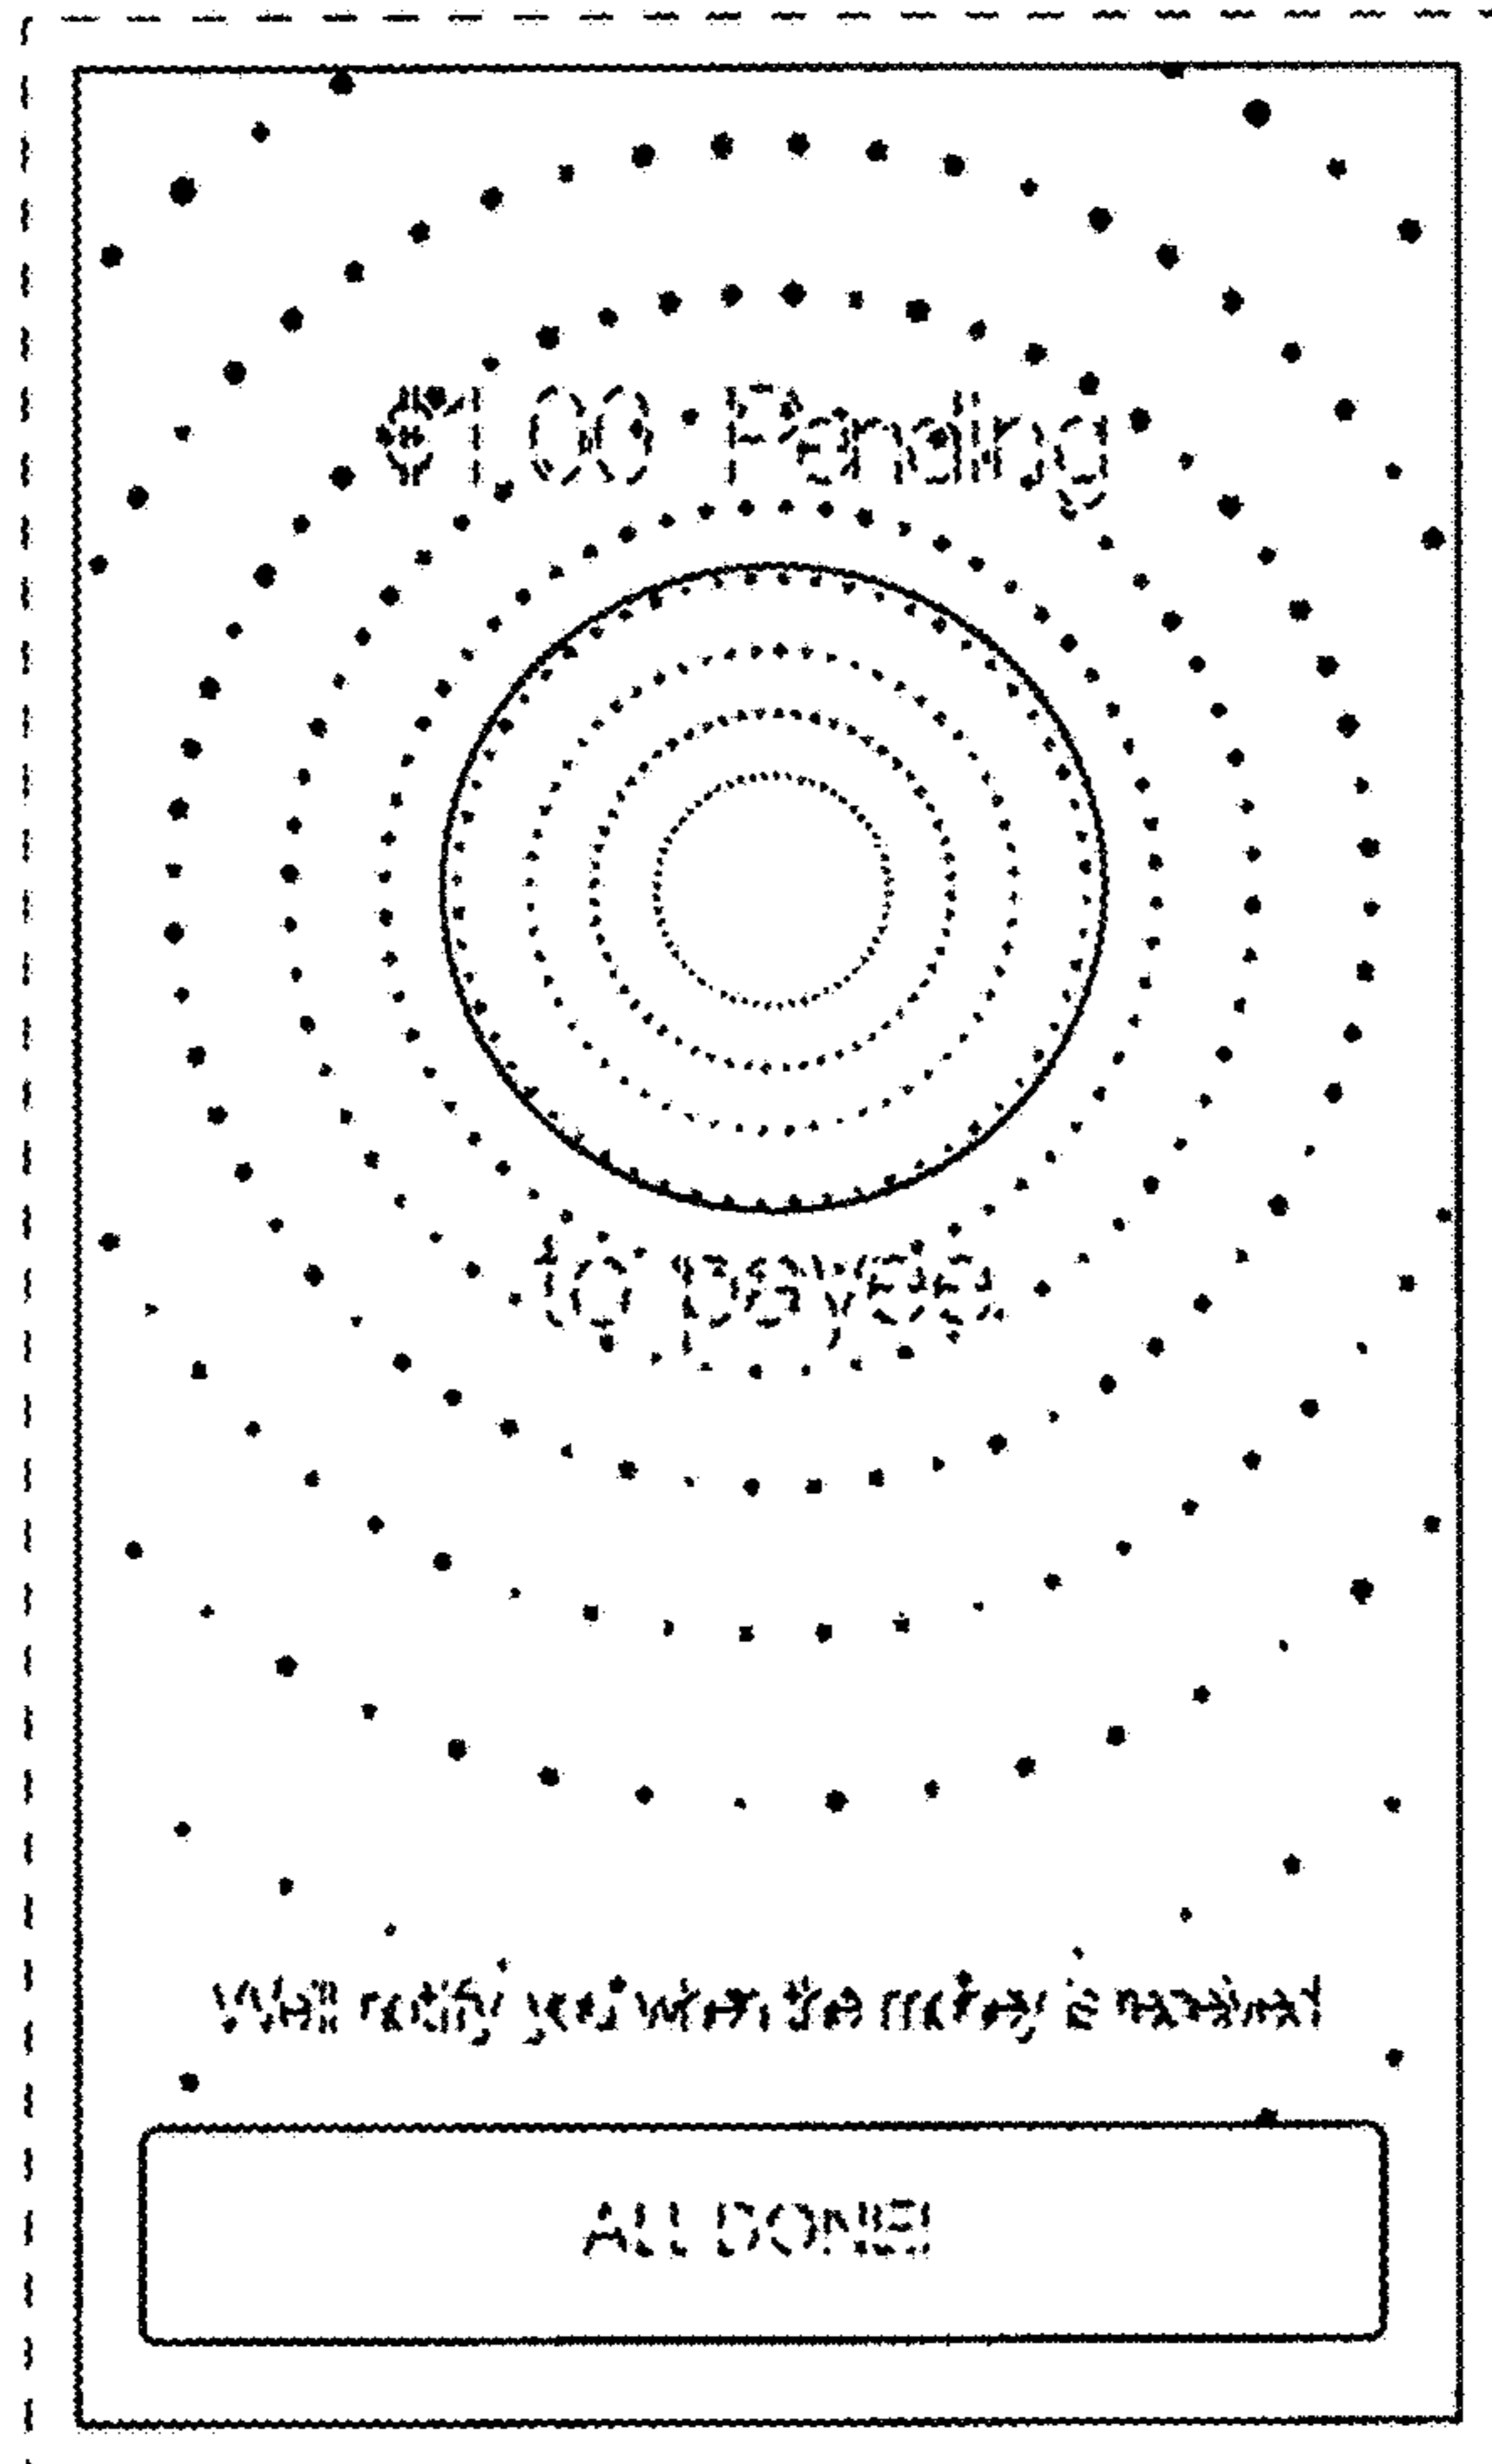 $1.00 Pending
to payee
We'll notify you when the money is received
ALL DONE!